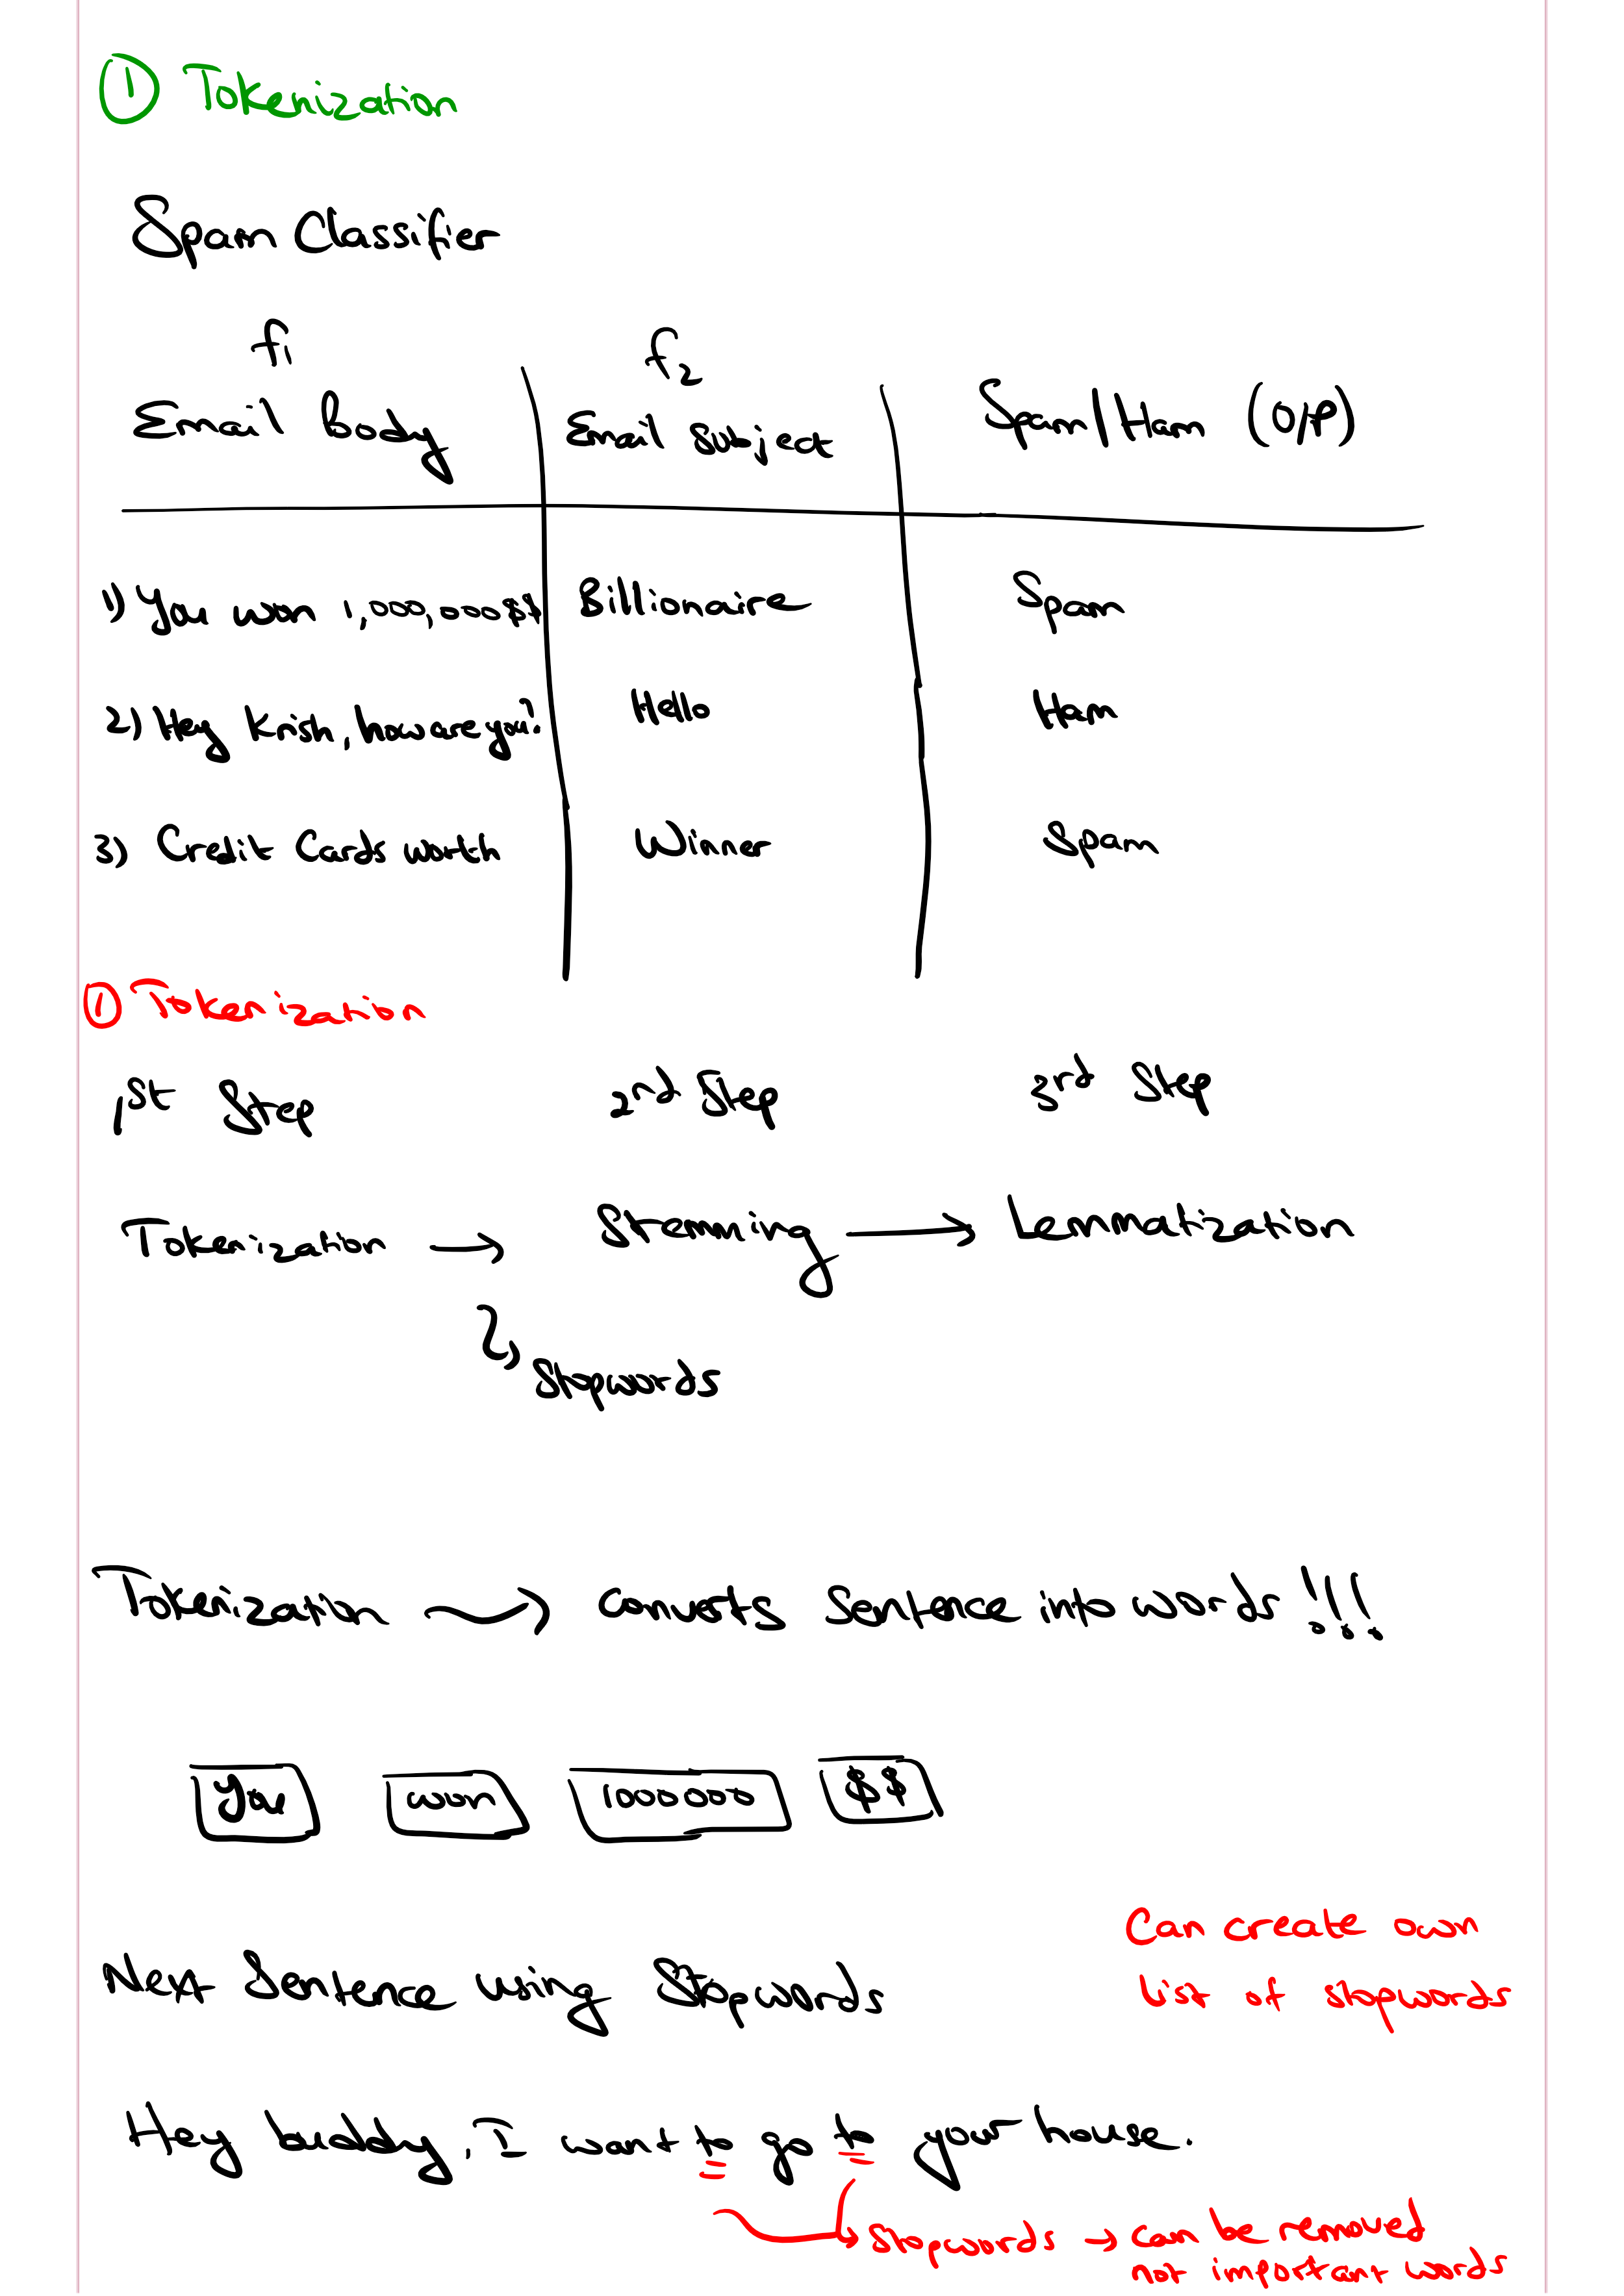 ① Tokenization
Spam Classifier
f1 f2
Email Body Email Subject Spam/Ham (O/P)
1) You won 1,000,000$$ Billionaire Spam
2) Hey Krish, how are you? Hello Ham
3) Credit Cards worth Winner Spam
① Tokenization
1st Step 2nd Step 3rd Step
Tokenization → Stemming → Lemmatization
Stopwords
Tokenization → converts sentence into words!!!
You won 1000000 $$
Can create own
Next Sentence using Stopwords
list of stopwords
Hey buddy, I want to go to your house.
Stopwords → can be removed
not important words